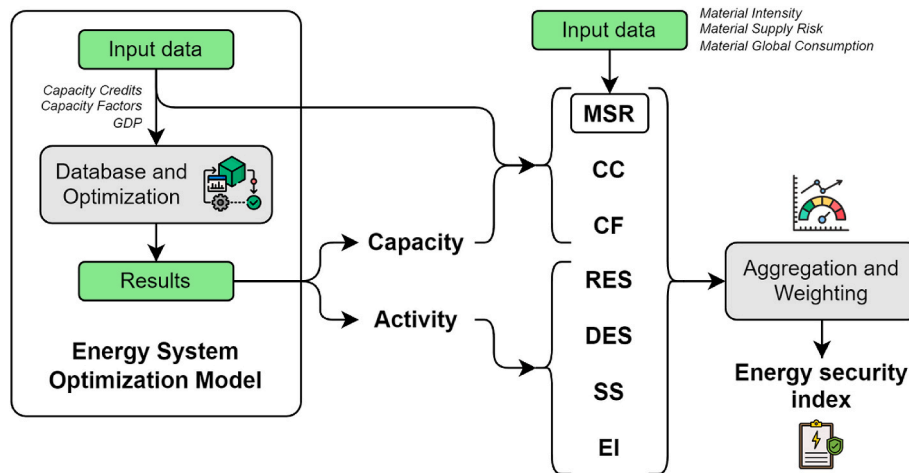 Input data
Capacity Credits
Capacity Factors
GDP
Database and
Optimization
Results
Energy System
Optimization Model
Capacity
Activity
Input data
Material Intensity
Material Supply Risk
Material Global Consumption
MSR
CC
CF
RES
DES
SS
EI
Aggregation and
Weighting
Energy security
index